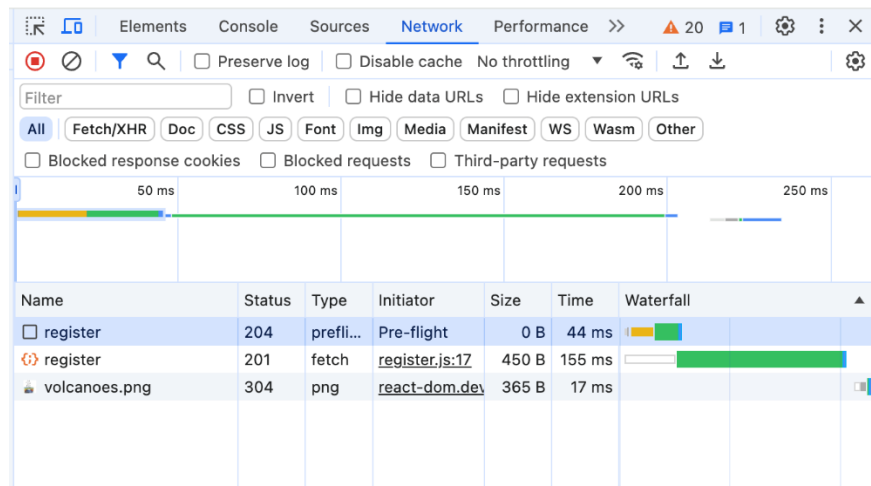 Elements Console Sources Network Performance 20 1
Preserve log Disable cache No throttling
Filter Invert Hide data URLs Hide extension URLs
All Fetch/XHR Doc CSS JS Font Img Media Manifest WS Wasm Other
Blocked response cookies Blocked requests Third-party requests
50 ms 100 ms 150 ms 200 ms 250 ms
Name Status Type Initiator Size Time Waterfall
register 204 prefli... Pre-flight 0 B 44 ms
register 201 fetch register.js:17 450 B 155 ms
volcanoes.png 304 png react-dom.dev 365 B 17 ms